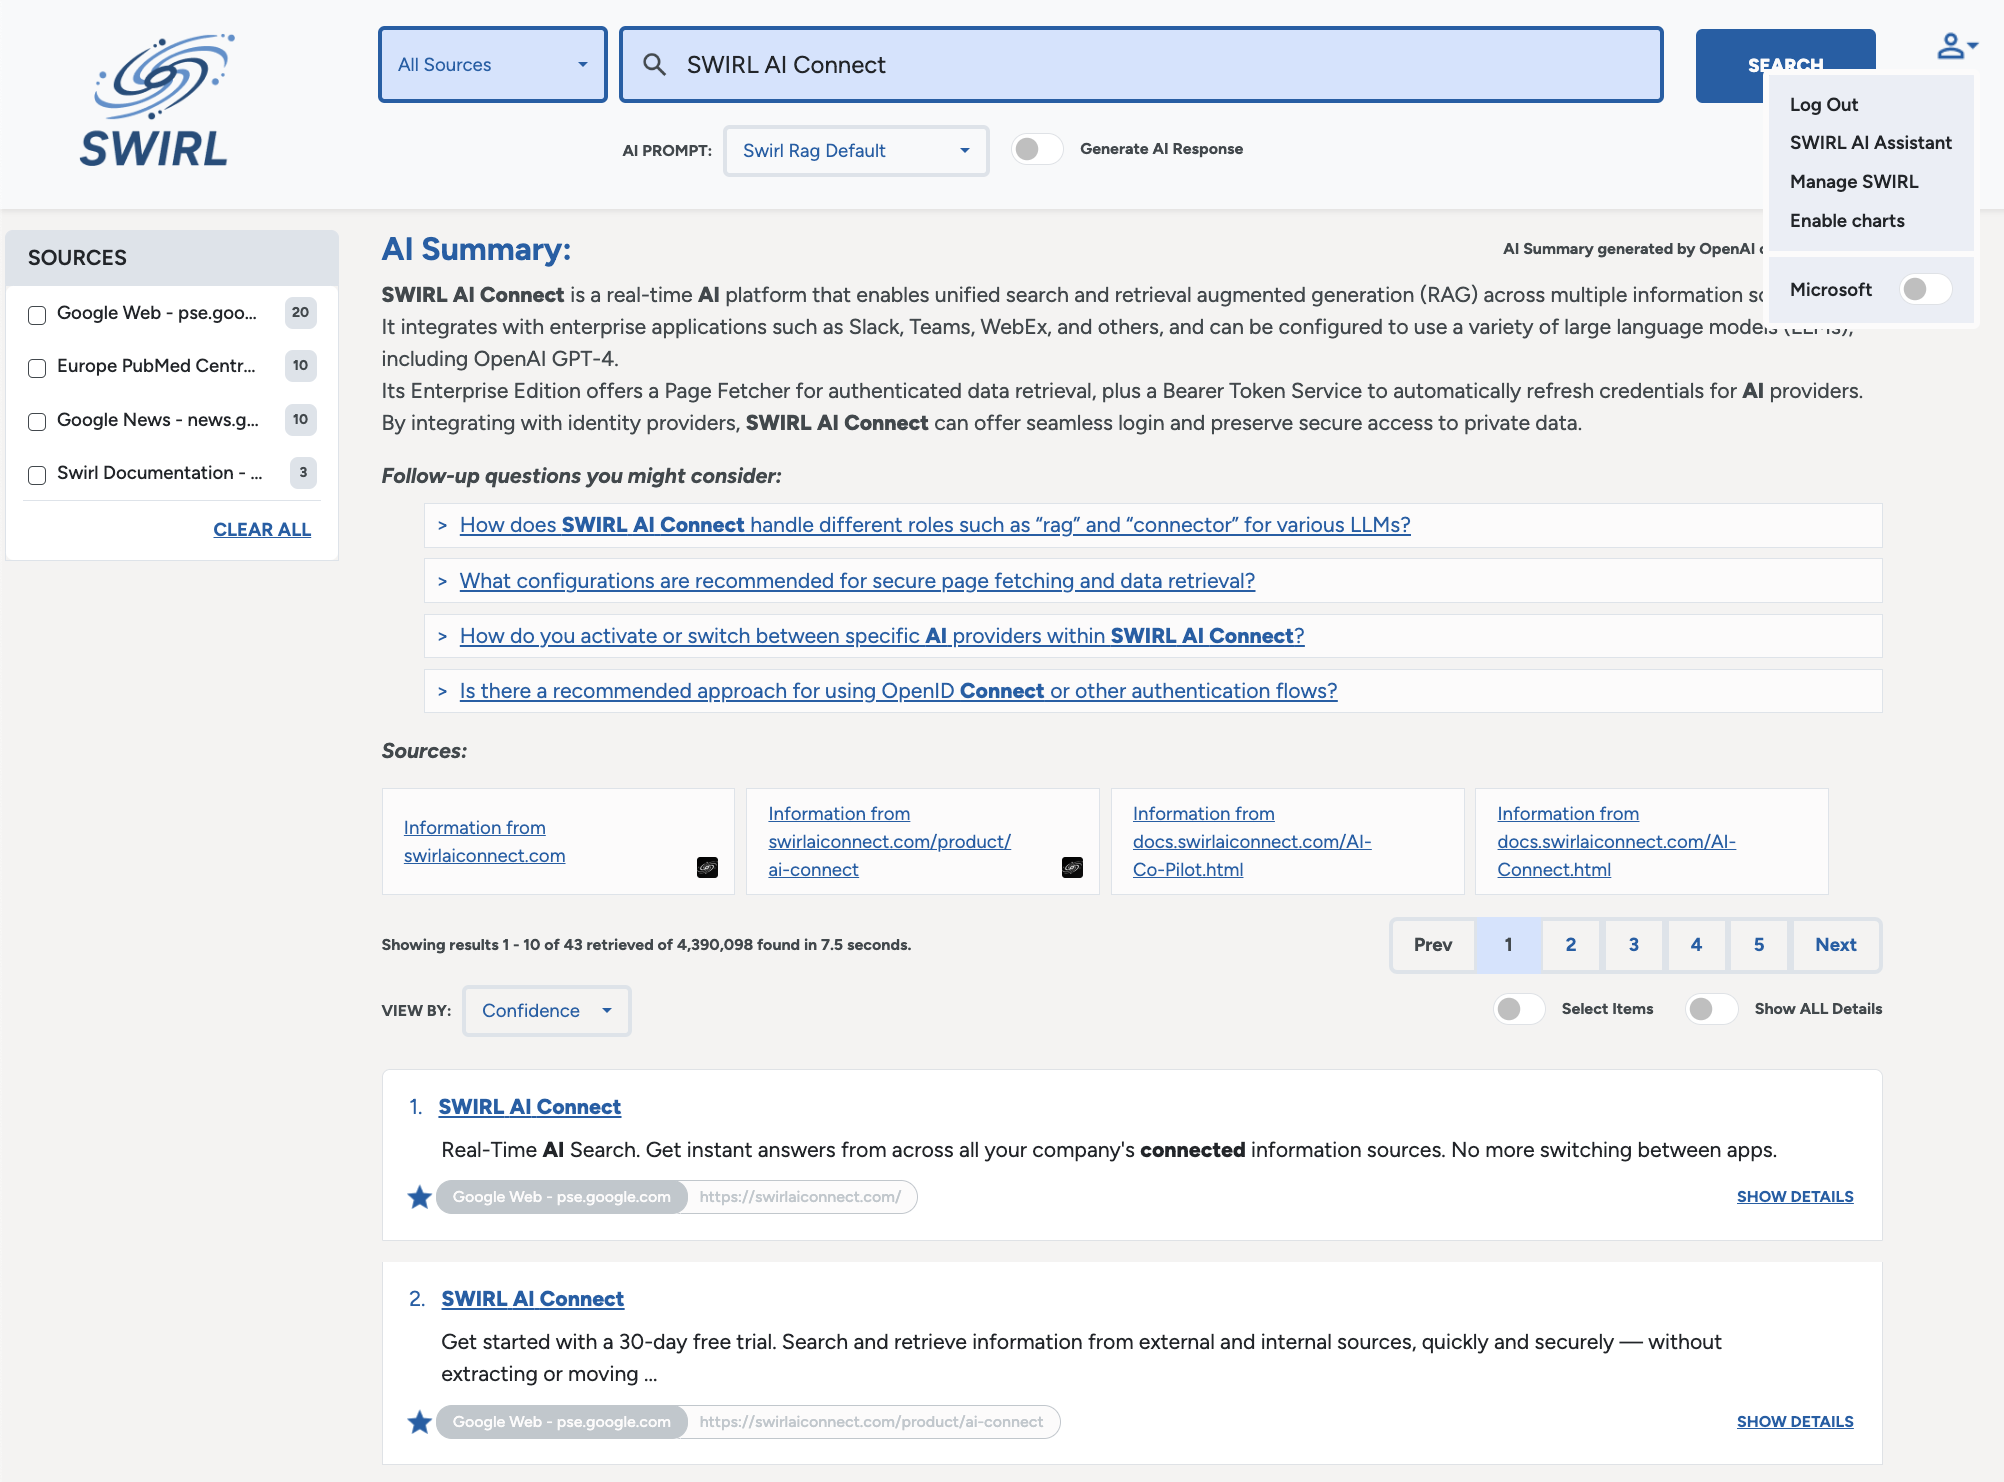 SWIRL
All Sources
SWIRL AI Connect
SEARCH
AI PROMPT:
Swirl Rag Default
Generate AI Response
Log Out
SWIRL AI Assistant
Manage SWIRL
Enable charts
Microsoft
SOURCES
Google Web - pse.goo... 20
Europe PubMed Centr... 10
Google News - news.g... 10
Swirl Documentation - ... 3
CLEAR ALL
AI Summary:
AI Summary generated by OpenAI
SWIRL AI Connect is a real-time AI platform that enables unified search and retrieval augmented generation (RAG) across multiple information
It integrates with enterprise applications such as Slack, Teams, WebEx, and others, and can be configured to use a variety of large language models (LLMs),
including OpenAI GPT-4.
Its Enterprise Edition offers a Page Fetcher for authenticated data retrieval, plus a Bearer Token Service to automatically refresh credentials for AI providers.
By integrating with identity providers, SWIRL AI Connect can offer seamless login and preserve secure access to private data.
Follow-up questions you might consider:
> How does SWIRL AI Connect handle different roles such as “rag” and “connector” for various LLMs?
> What configurations are recommended for secure page fetching and data retrieval?
> How do you activate or switch between specific AI providers within SWIRL AI Connect?
> Is there a recommended approach for using OpenID Connect or other authentication flows?
Sources:
Information from
swirlaiconnect.com
Information from
swirlaiconnect.com/product/
ai-connect
Information from
docs.swirlaiconnect.com/AI-
Co-Pilot.html
Information from
docs.swirlaiconnect.com/AI-
Connect.html
Showing results 1 - 10 of 43 retrieved of 4,390,098 found in 7.5 seconds.
Prev 1 2 3 4 5 Next
VIEW BY:
Confidence
Select Items
Show ALL Details
1. SWIRL AI Connect
Real-Time AI Search. Get instant answers from across all your company's connected information sources. No more switching between apps.
Google Web - pse.google.com https://swirlaiconnect.com/
SHOW DETAILS
2. SWIRL AI Connect
Get started with a 30-day free trial. Search and retrieve information from external and internal sources, quickly and securely — without
extracting or moving ...
Google Web - pse.google.com https://swirlaiconnect.com/product/ai-connect
SHOW DETAILS